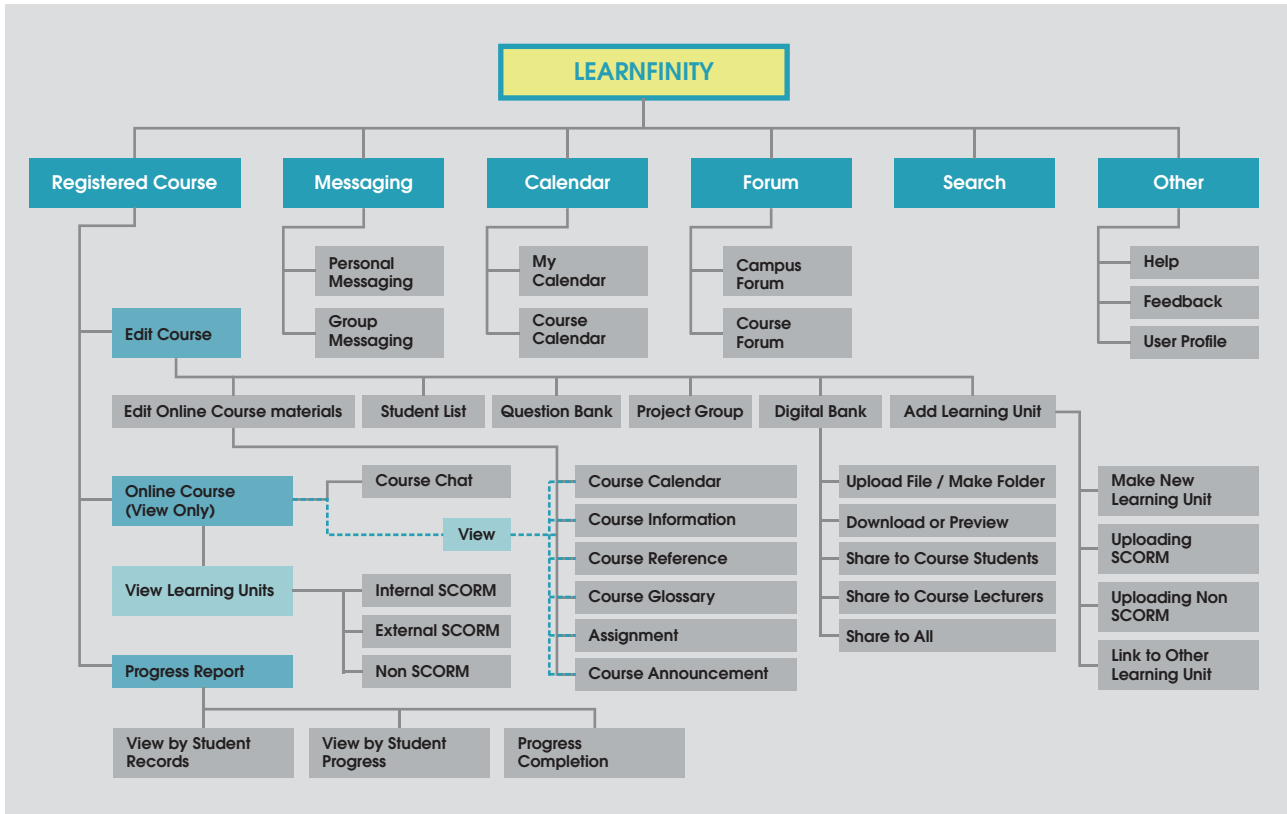 LEARNFINITY
Registered Course
Messaging
Calendar
Forum
Search
Other
Personal
Messaging
Group
Messaging
My
Calendar
Course
Calendar
Campus
Forum
Course
Forum
Help
Feedback
User Profile
Edit Course
Edit Online Course materials
Student List
Question Bank
Project Group
Digital Bank
Add Learning Unit
Online Course
(View Only)
Course Chat
View
View Learning Units
Internal SCORM
External SCORM
Non SCORM
Course Calendar
Course Information
Course Reference
Course Glossary
Assignment
Course Announcement
Upload File / Make Folder
Download or Preview
Share to Course Students
Share to Course Lecturers
Share to All
Make New
Learning Unit
Uploading
SCORM
Uploading Non
SCORM
Link to Other
Learning Unit
Progress Report
View by Student
Records
View by Student
Progress
Progress
Completion